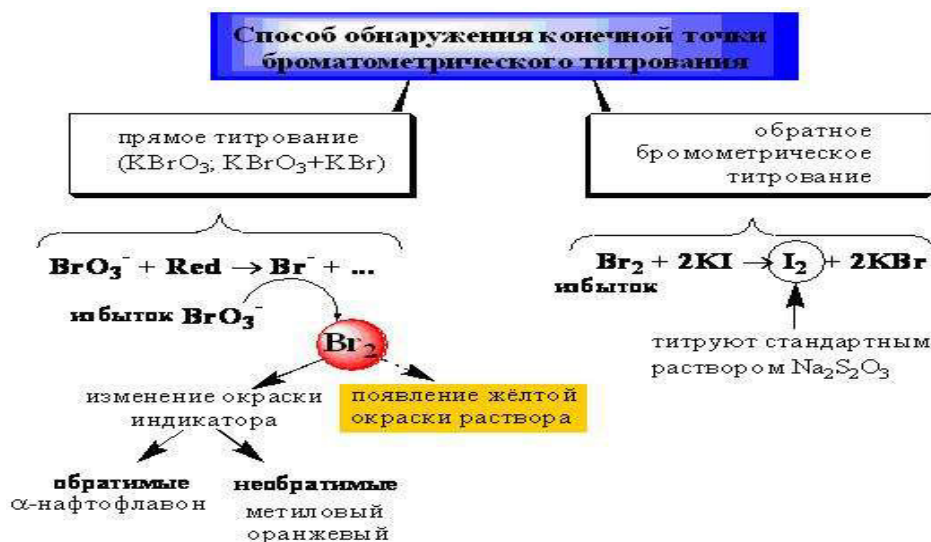 Способ обнаружения конечной точки
броматометрического титрования
прямое титрование
(KBrO₃; KBrO₃+KBr)
обратное
бромометрическое
титрование
BrO₃⁻ + Red → Br⁻ + ...
избыток BrO₃⁻
Br₂
изменение окраски
индикатора
появление жёлтой
окраски раствора
обратимые
α-нафтофлавон
необратимые
метиловый
оранжевый
Br₂ + 2KI → I₂ + 2KBr
избыток
титруют стандартным
раствором Na₂S₂O₃